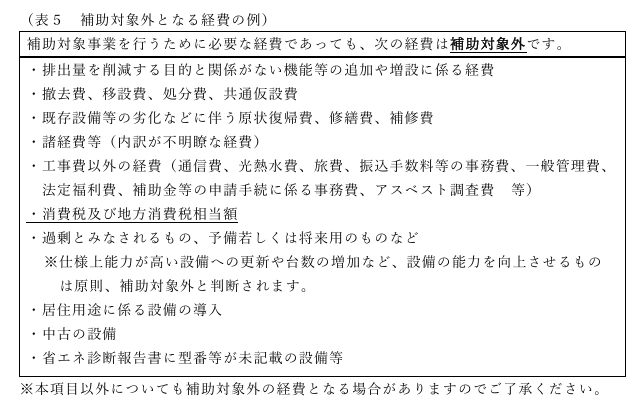 （表５　補助対象外となる経費の例）
補助対象事業を行うために必要な経費であっても、次の経費は補助対象外です。
・排出量を削減する目的と関係がない機能等の追加や増設に係る経費
・撤去費、移設費、処分費、共通仮設費
・既存設備等の劣化などに伴う原状復帰費、修繕費、補修費
・諸経費等（内訳が不明瞭な経費）
・工事費以外の経費（通信費、光熱水費、旅費、振込手数料等の事務費、一般管理費、
法定福利費、補助金等の申請手続に係る事務費、アスベスト調査費　等）
・消費税及び地方消費税相当額
・過剰とみなされるもの、予備若しくは将来用のものなど
※仕様上能力が高い設備への更新や台数の増加など、設備の能力を向上させるもの
は原則、補助対象外と判断されます。
・居住用途に係る設備の導入
・中古の設備
・省エネ診断報告書に型番等が未記載の設備等
※本項目以外についても補助対象外の経費となる場合がありますのでご了承ください。